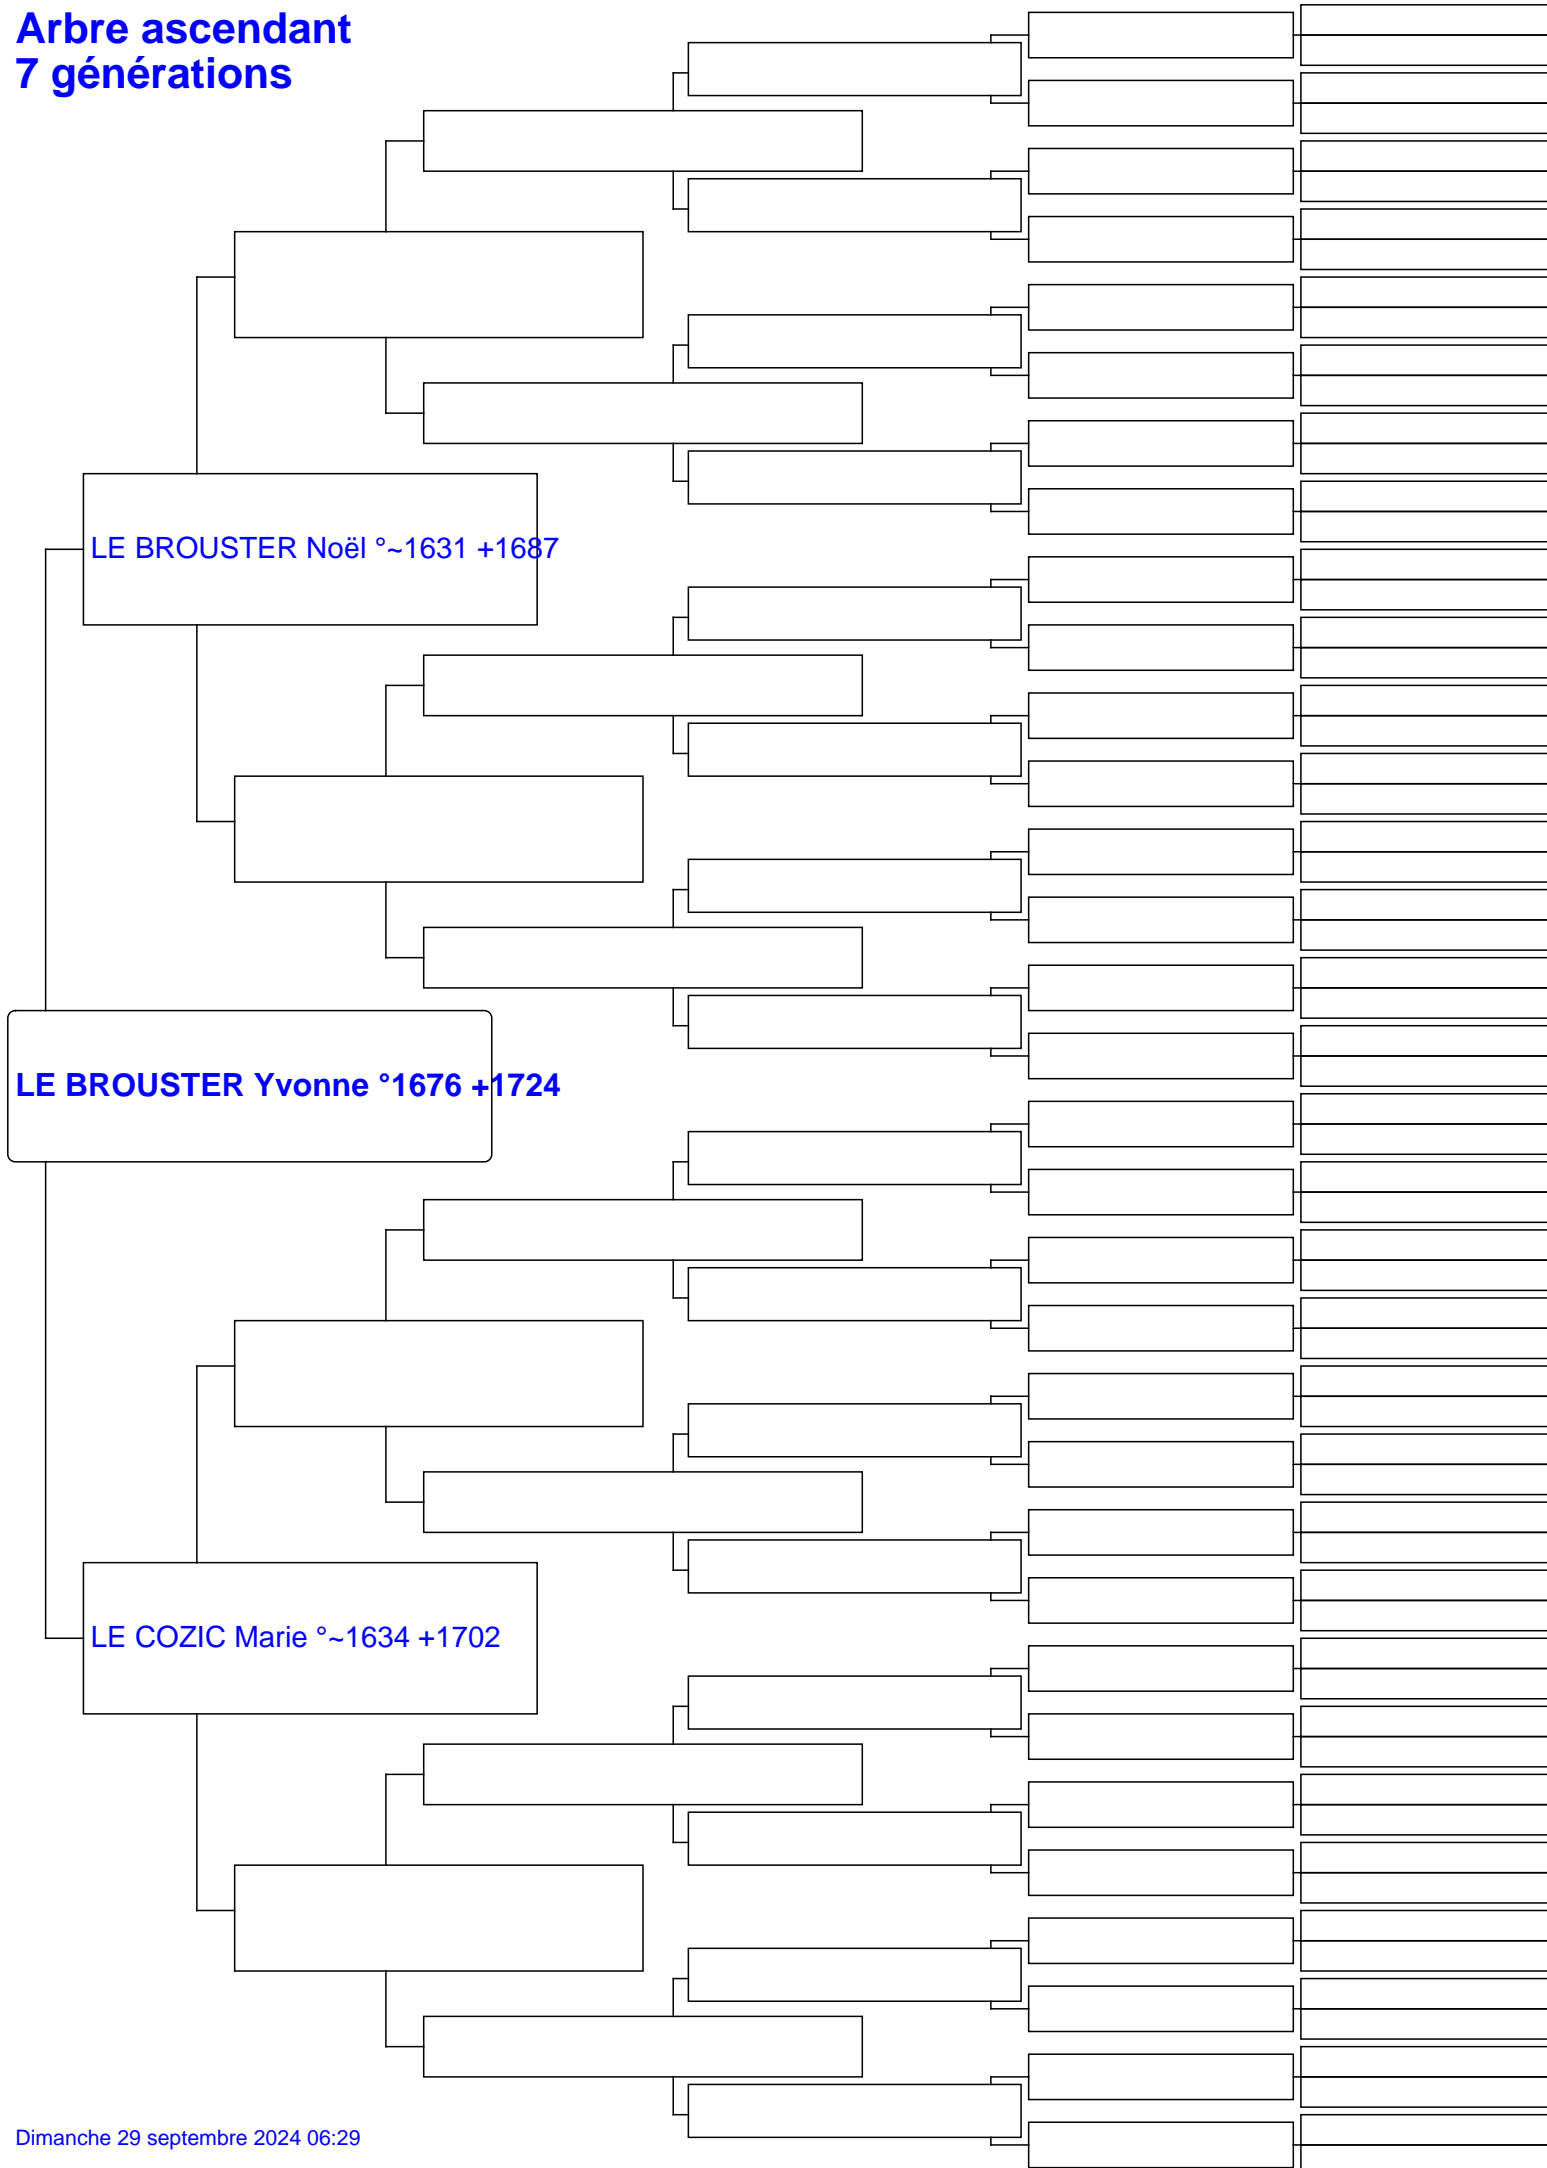 Arbre ascendant
7 générations
LE BROUSTER Noël °~1631 +1687
LE BROUSTER Yvonne °1676 +1724
LE COZIC Marie °~1634 +1702
Dimanche 29 septembre 2024 06:29